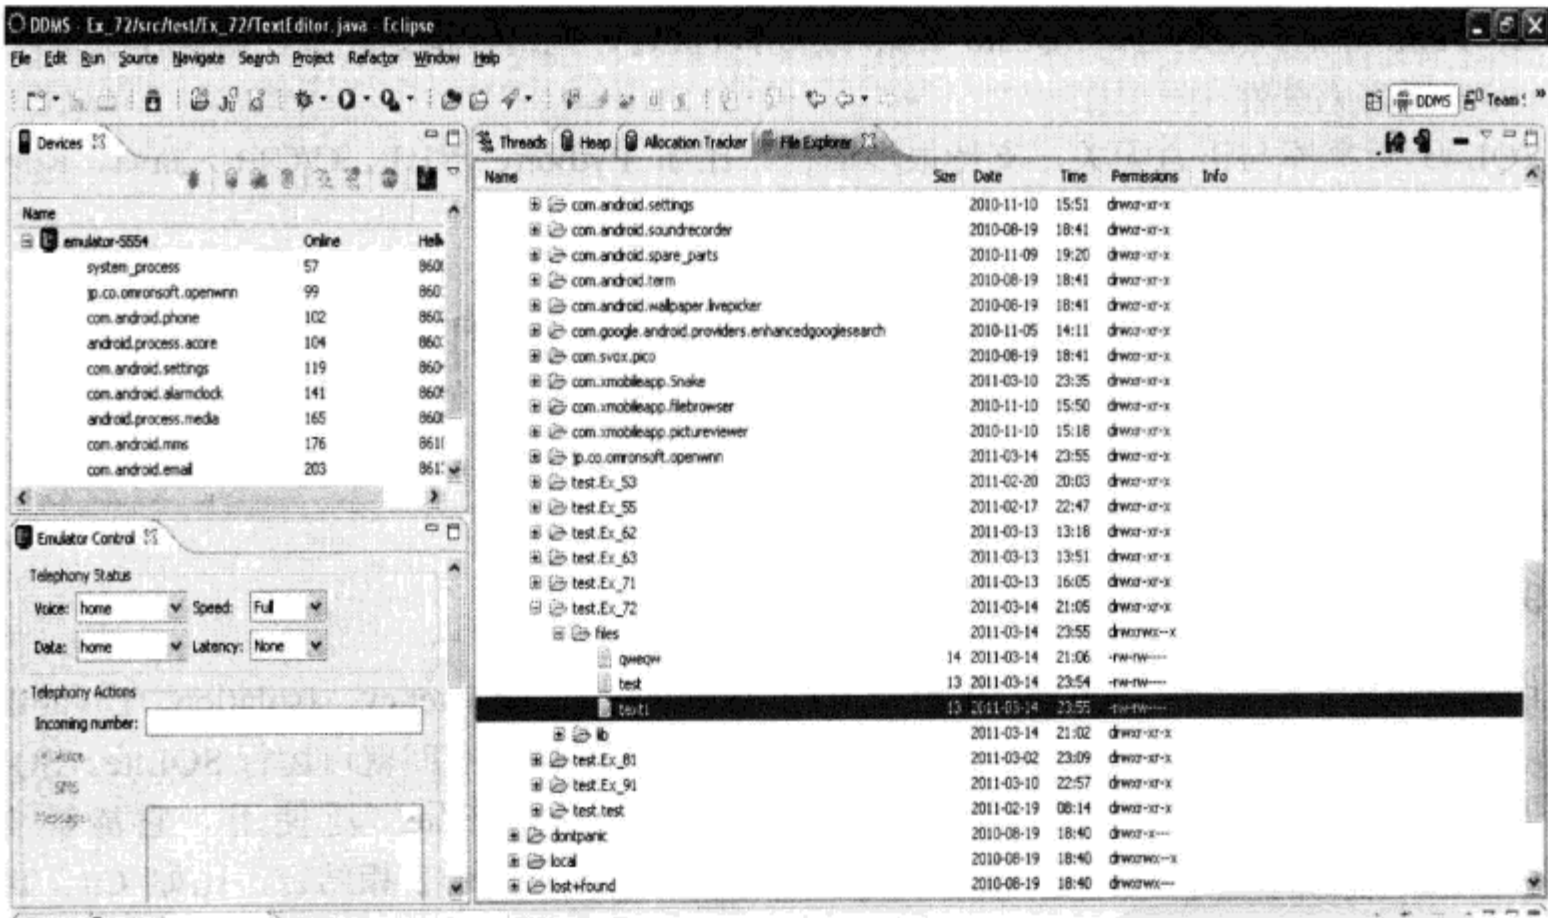 DDMS - Ex_72/src/test/Ex_72/TextEditor.java - Eclipse
File Edit Run Source Navigate Search Project Refactor Window Help
DDMS Team S »
Devices
Name
emulator-5554 Online Hello
system_process 57 860
jp.co.omronsoft.openwnn 99 860
com.android.phone 102 860
android.process.acore 104 860
com.android.settings 119 860
com.android.alarmclock 141 860
android.process.media 165 860
com.android.mms 176 861
com.android.email 203 861
Emulator Control
Telephony Status
Voice: home Speed: Full
Data: home Latency: None
Telephony Actions
Incoming number:
Voice
SMS
Message:
Threads Heap Allocation Tracker File Explorer
Name Size Date Time Permissions Info
com.android.settings 2010-11-10 15:51 drwxr-xr-x
com.android.soundrecorder 2010-08-19 18:41 drwxr-xr-x
com.android.spare_parts 2010-11-09 19:20 drwxr-xr-x
com.android.term 2010-08-19 18:41 drwxr-xr-x
com.android.wallpaper.livepicker 2010-08-19 18:41 drwxr-xr-x
com.google.android.providers.enhancedgooglesearch 2010-11-05 14:11 drwxr-xr-x
com.svox.pico 2010-08-19 18:41 drwxr-xr-x
com.xmobileapp.Snake 2011-03-10 23:35 drwxr-xr-x
com.xmobileapp.filebrowser 2010-11-10 15:50 drwxr-xr-x
com.xmobileapp.pictureviewer 2010-11-10 15:18 drwxr-xr-x
jp.co.omronsoft.openwnn 2011-03-14 23:55 drwxr-xr-x
test.Ex_53 2011-02-20 20:03 drwxr-xr-x
test.Ex_55 2011-02-17 22:47 drwxr-xr-x
test.Ex_62 2011-03-13 13:18 drwxr-xr-x
test.Ex_63 2011-03-13 13:51 drwxr-xr-x
test.Ex_71 2011-03-13 16:05 drwxr-xr-x
test.Ex_72 2011-03-14 21:05 drwxr-xr-x
files 2011-03-14 23:55 drwxrwx--x
qweqw 14 2011-03-14 21:06 -rw-rw----
test 13 2011-03-14 23:54 -rw-rw----
text1 13 2011-03-14 23:55 -rw-rw----
lib 2011-03-14 21:02 drwxr-xr-x
test.Ex_81 2011-03-02 23:09 drwxr-xr-x
test.Ex_91 2011-03-10 22:57 drwxr-xr-x
test.test 2011-02-19 08:14 drwxr-xr-x
dontpanic 2010-08-19 18:40 drwxr-x---
local 2010-08-19 18:40 drwxrwx--x
lost+found 2010-08-19 18:40 drwxrwx---